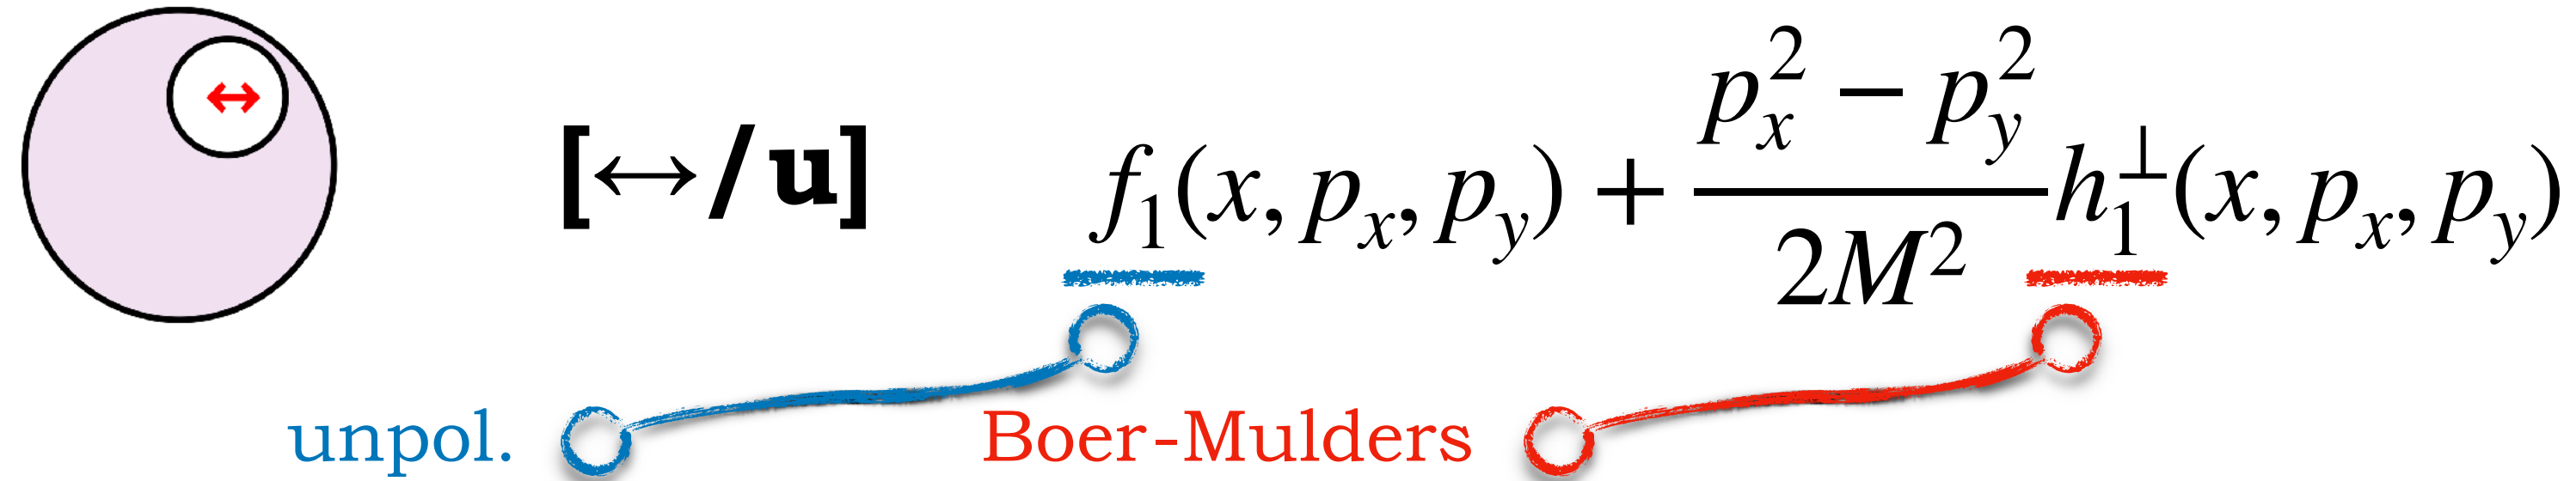 [↔/u] f₁(x, pₓ, p_y) + (pₓ² − p_y²)/(2M²) h₁^⊥(x, pₓ, p_y)
unpol. Boer-Mulders